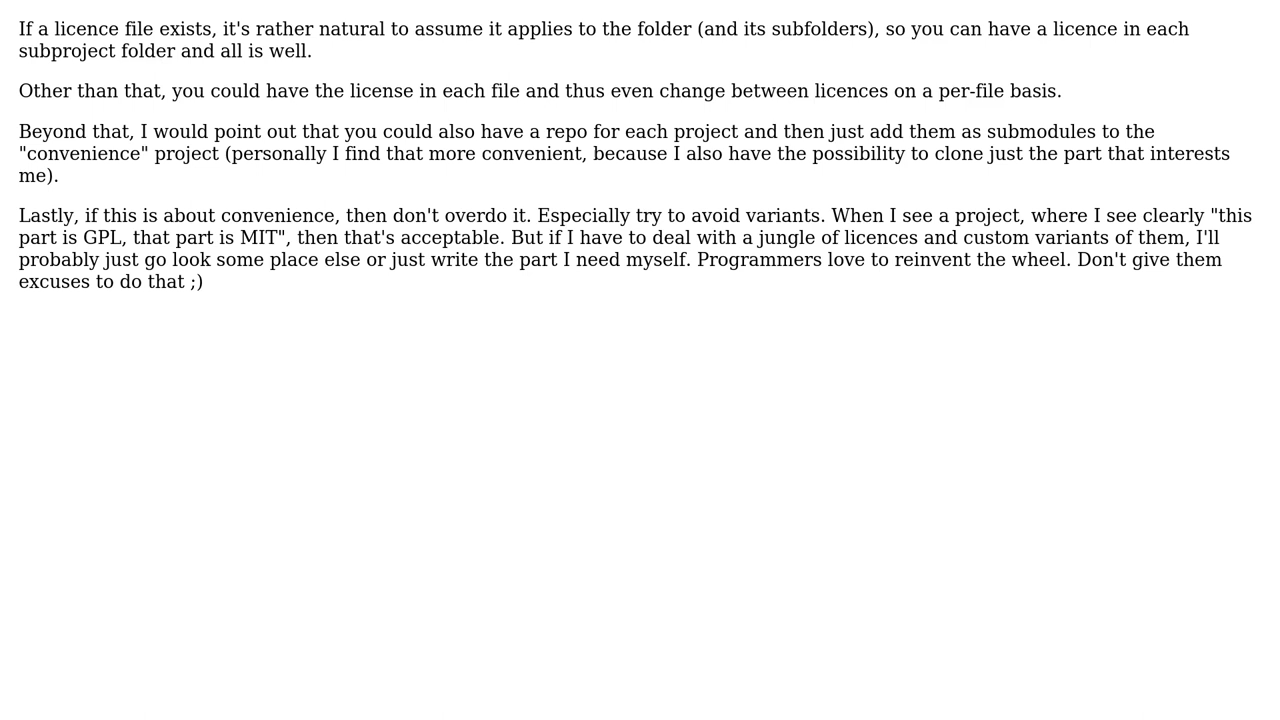 If a licence file exists, it's rather natural to assume it applies to the folder (and its subfolders), so you can have a licence in each
subproject folder and all is well.
Other than that, you could have the license in each file and thus even change between licences on a per-file basis.
Beyond that, I would point out that you could also have a repo for each project and then just add them as submodules to the
"convenience" project (personally I find that more convenient, because I also have the possibility to clone just the part that interests
me).
Lastly, if this is about convenience, then don't overdo it. Especially try to avoid variants. When I see a project, where I see clearly "this
part is GPL, that part is MIT", then that's acceptable. But if I have to deal with a jungle of licences and custom variants of them, I'll
probably just go look some place else or just write the part I need myself. Programmers love to reinvent the wheel. Don't give them
excuses to do that ;)